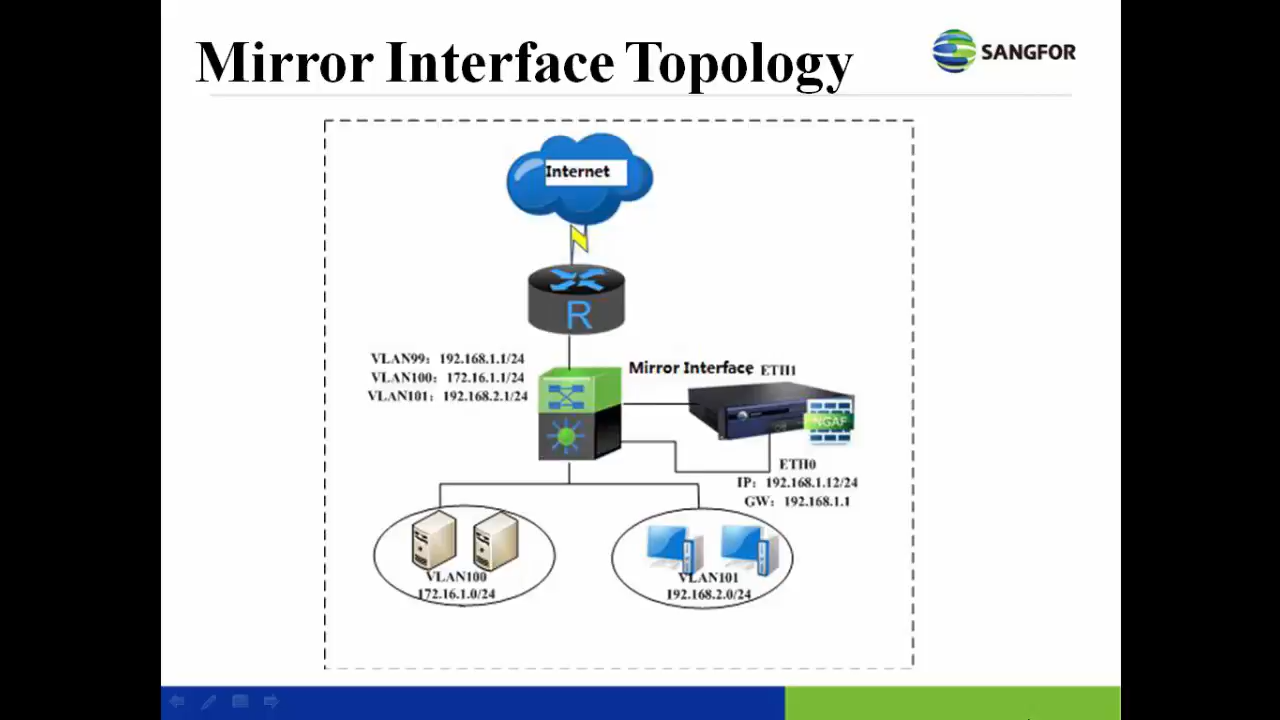 Mirror Interface Topology
SANGFOR
Internet
R
VLAN99: 192.168.1.1/24
VLAN100: 172.16.1.1/24
VLAN101: 192.168.2.1/24
Mirror Interface ETH1
NGAF
ETH0
IP: 192.168.1.12/24
GW: 192.168.1.1
VLAN100
172.16.1.0/24
VLAN101
192.168.2.0/24